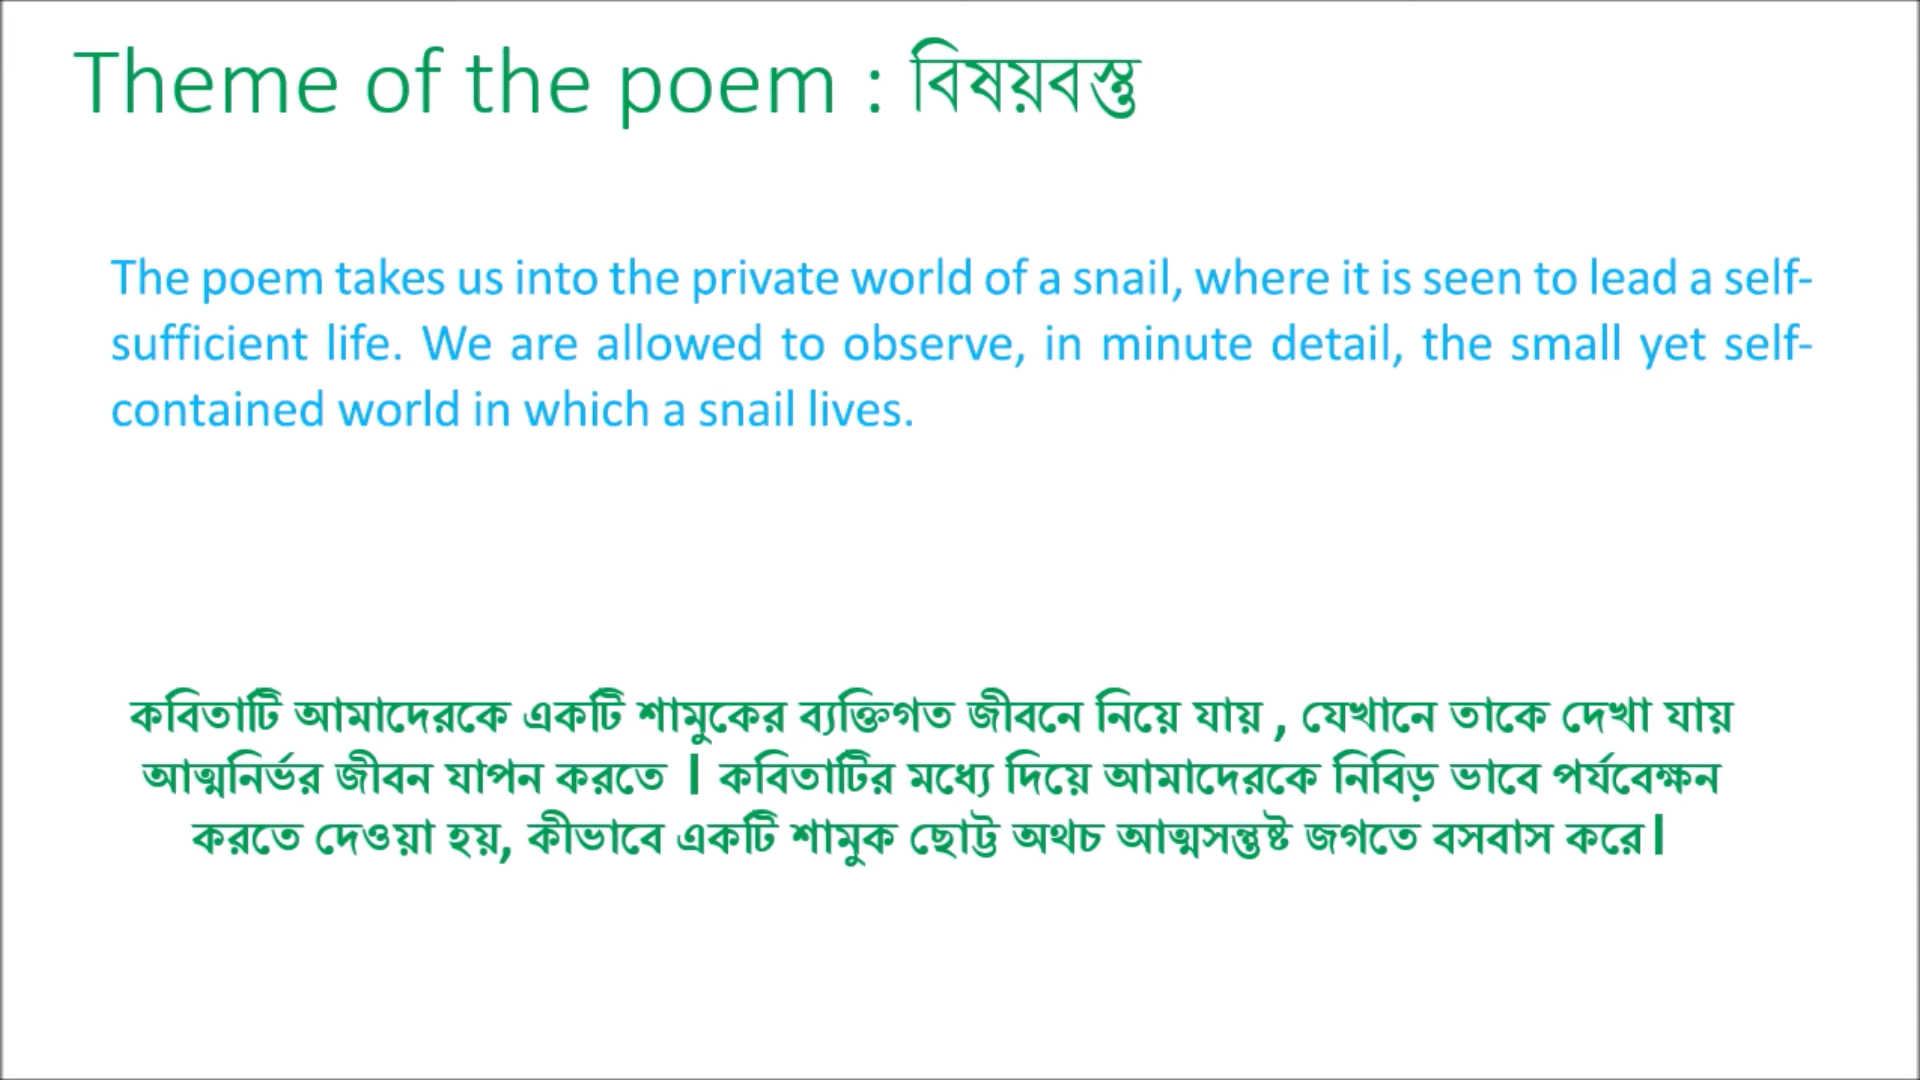 Theme of the poem : বিষয়বস্তু
The poem takes us into the private world of a snail, where it is seen to lead a self-
sufficient life. We are allowed to observe, in minute detail, the small yet self-
contained world in which a snail lives.
কবিতাটি আমাদেরকে একটি শামুকের ব্যক্তিগত জীবনে নিয়ে যায় , যেখানে তাকে দেখা যায়
আত্মনির্ভর জীবন যাপন করতে । কবিতাটির মধ্যে দিয়ে আমাদেরকে নিবিড় ভাবে পর্যবেক্ষন
করতে দেওয়া হয়, কীভাবে একটি শামুক ছোট্ট অথচ আত্মসন্তুষ্ট জগতে বসবাস করে।